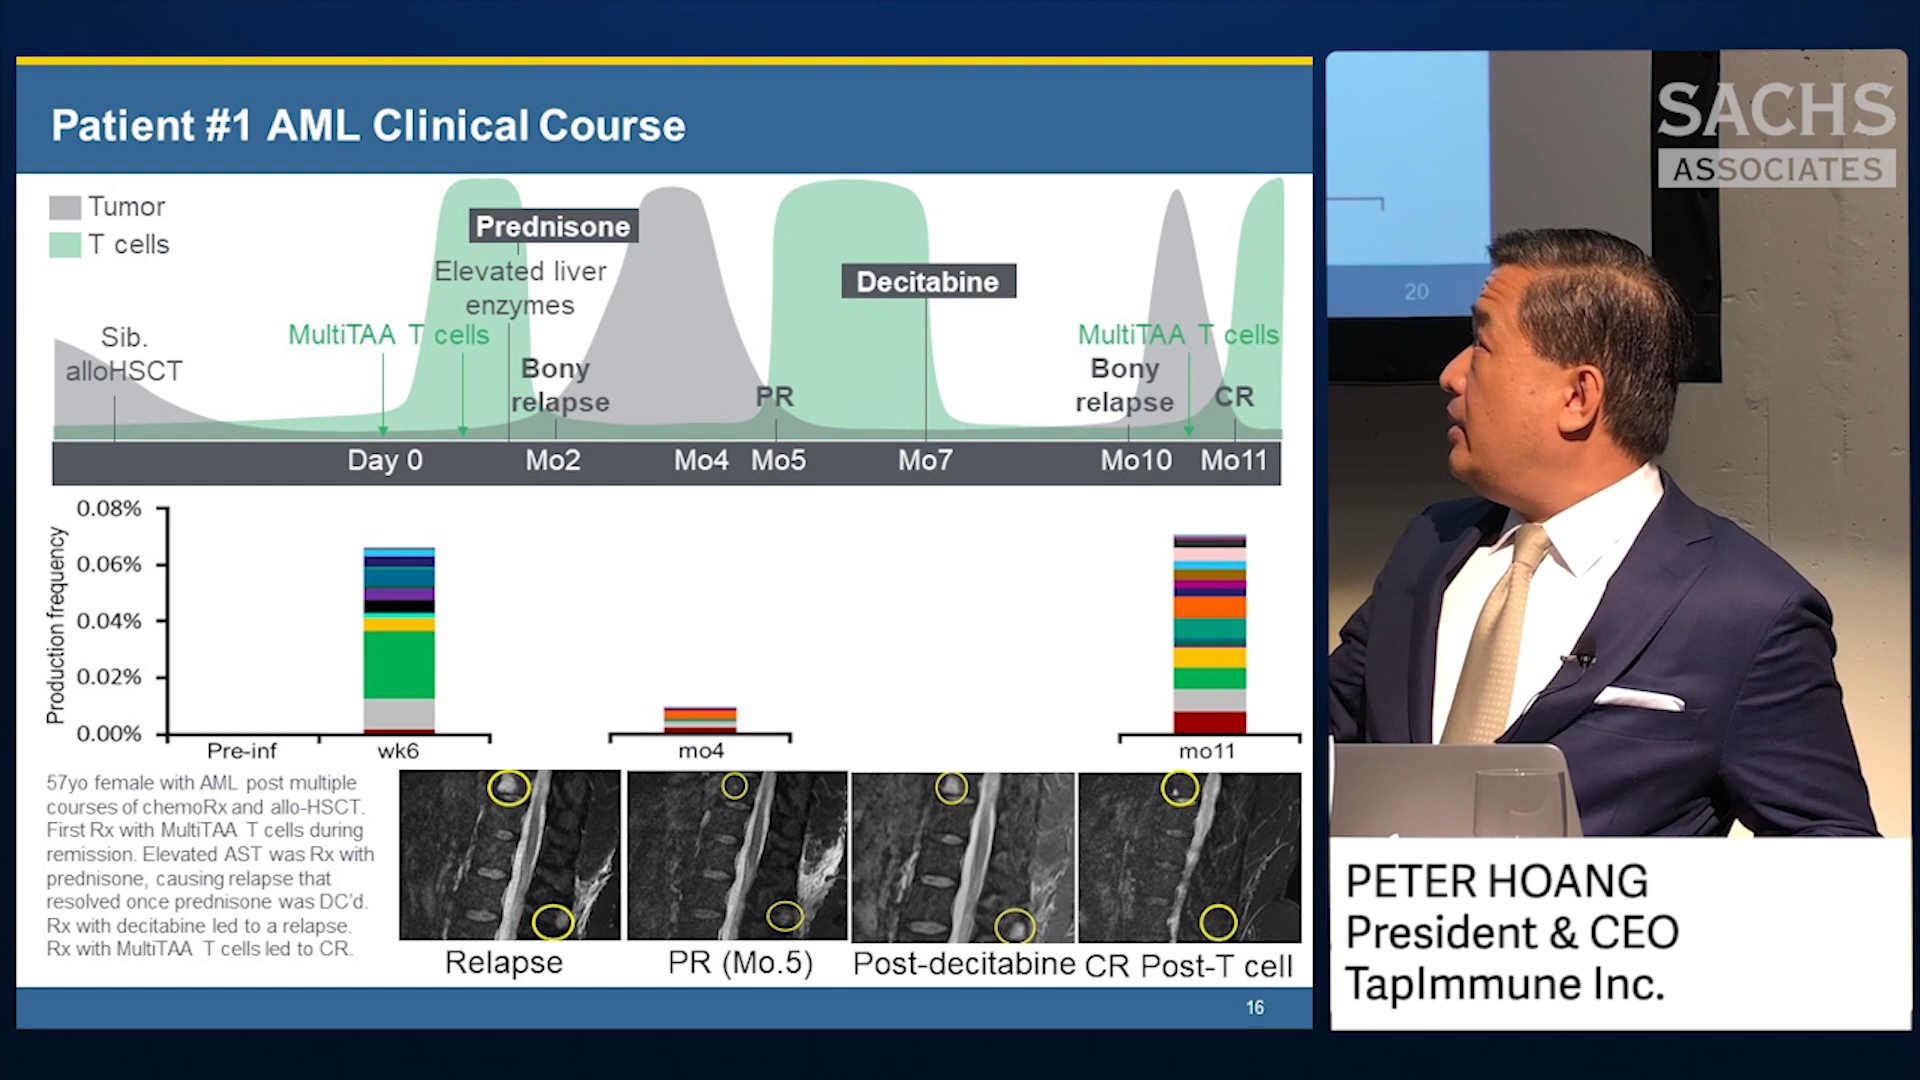 Patient #1 AML Clinical Course
Tumor
T cells
Prednisone
Elevated liver
enzymes
Decitabine
Sib.
alloHSCT
MultiTAA T cells
Bony
relapse
PR
MultiTAA T cells
Bony
relapse
CR
Day 0 Mo2 Mo4 Mo5 Mo7 Mo10 Mo11
Production frequency
0.08%
0.06%
0.04%
0.02%
0.00%
Pre-inf wk6 mo4 mo11
57yo female with AML post multiple
courses of chemoRx and allo-HSCT.
First Rx with MultiTAA T cells during
remission. Elevated AST was Rx with
prednisone, causing relapse that
resolved once prednisone was DC'd.
Rx with decitabine led to a relapse.
Rx with MultiTAA T cells led to CR.
Relapse
PR (Mo.5)
Post-decitabine
CR Post-T cell
16
SACHS
ASSOCIATES
20
PETER HOANG
President & CEO
TapImmune Inc.